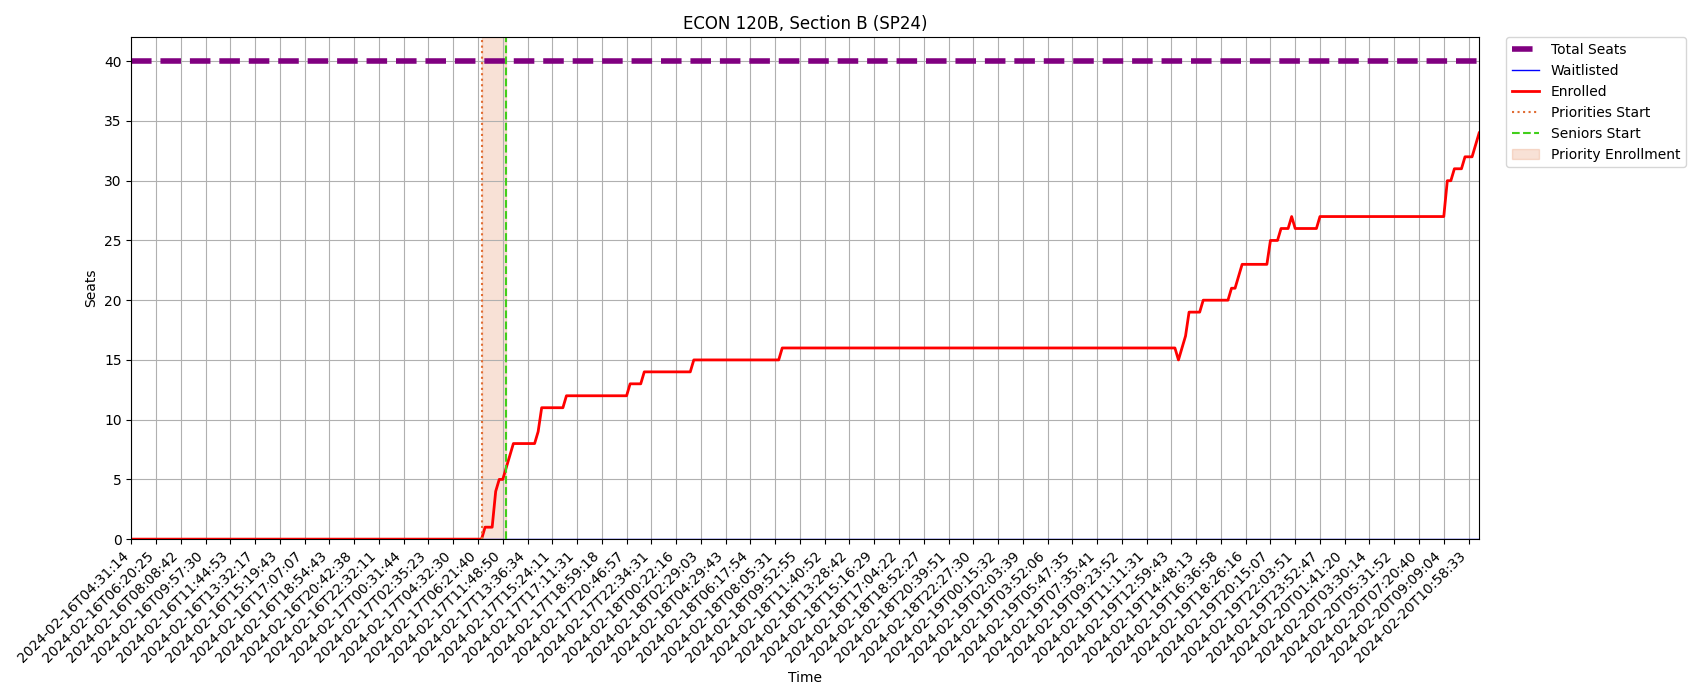 ECON 120B, Section B (SP24)
Total Seats
Waitlisted
Enrolled
Priorities Start
Seniors Start
Priority Enrollment
Seats
40
35
30
25
20
15
10
5
0
2024-02-16T04:31:14
2024-02-16T06:20:25
2024-02-16T08:08:42
2024-02-16T09:57:30
2024-02-16T11:44:53
2024-02-16T13:32:17
2024-02-16T15:19:43
2024-02-16T17:07:07
2024-02-16T18:54:43
2024-02-16T20:42:38
2024-02-16T22:32:11
2024-02-17T00:31:44
2024-02-17T02:35:23
2024-02-17T04:32:30
2024-02-17T06:21:40
2024-02-17T11:48:50
2024-02-17T13:36:34
2024-02-17T15:24:11
2024-02-17T17:11:31
2024-02-17T18:59:18
2024-02-17T20:46:57
2024-02-17T22:34:31
2024-02-18T00:22:16
2024-02-18T02:29:03
2024-02-18T04:29:43
2024-02-18T06:17:54
2024-02-18T08:05:31
2024-02-18T09:52:55
2024-02-18T11:40:52
2024-02-18T13:28:42
2024-02-18T15:16:29
2024-02-18T17:04:22
2024-02-18T18:52:27
2024-02-18T20:39:51
2024-02-18T22:27:30
2024-02-19T00:15:32
2024-02-19T02:03:39
2024-02-19T03:52:06
2024-02-19T05:47:35
2024-02-19T07:35:41
2024-02-19T09:23:52
2024-02-19T11:11:31
2024-02-19T12:59:43
2024-02-19T14:48:13
2024-02-19T16:36:58
2024-02-19T18:26:16
2024-02-19T20:15:07
2024-02-19T22:03:51
2024-02-19T23:52:47
2024-02-20T01:41:20
2024-02-20T03:30:14
2024-02-20T05:31:52
2024-02-20T07:20:40
2024-02-20T09:09:04
2024-02-20T10:58:33
Time